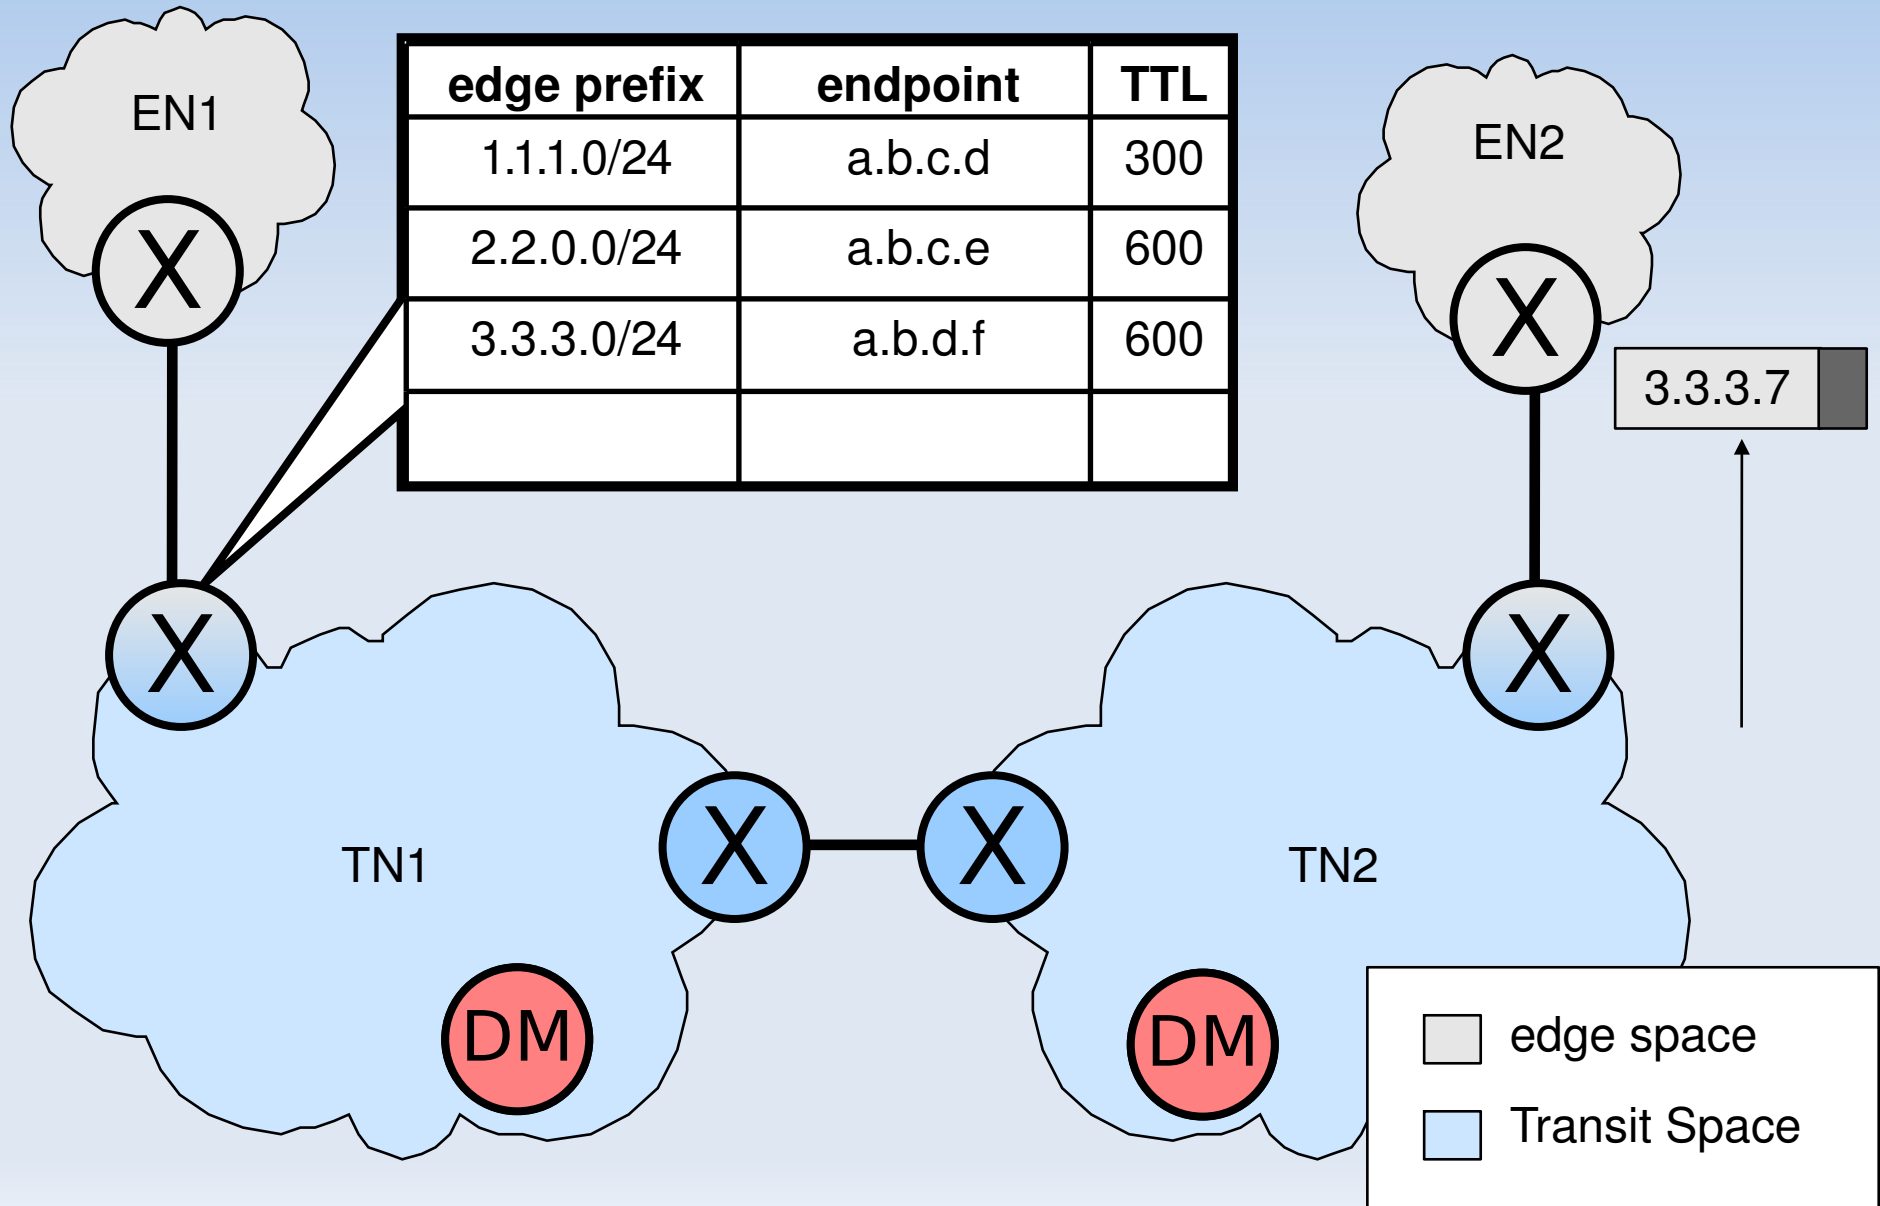 EN1
edge prefix endpoint TTL
1.1.1.0/24 a.b.c.d 300
2.2.0.0/24 a.b.c.e 600
3.3.3.0/24 a.b.d.f 600
EN2
X
X
3.3.3.7
X
X
X
X
TN1
TN2
DM
DM
edge space
Transit Space